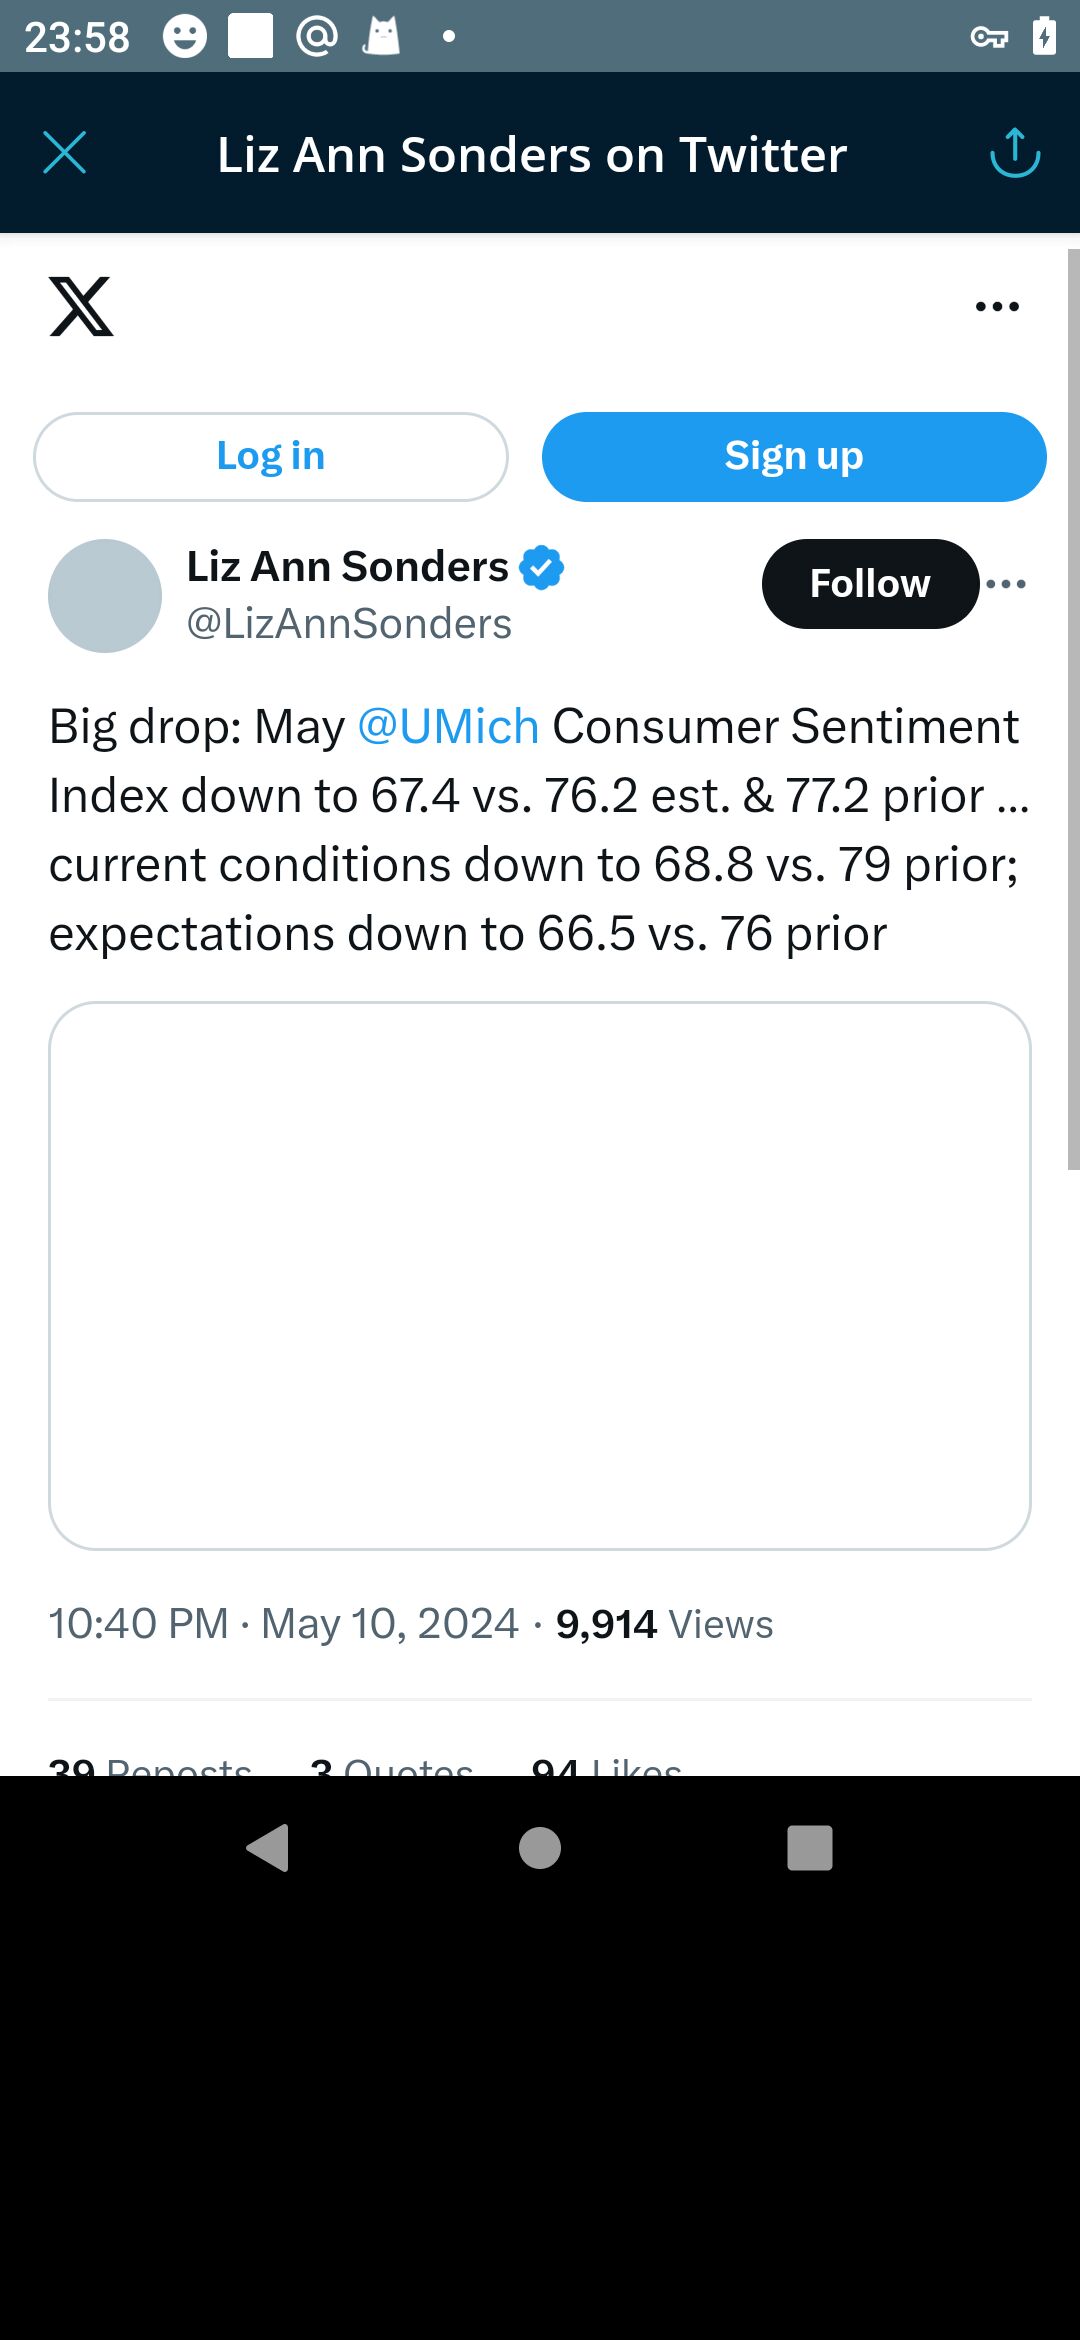 23:58
Liz Ann Sonders on Twitter
Log in
Sign up
Liz Ann Sonders
@LizAnnSonders
Follow
Big drop: May @UMich Consumer Sentiment
Index down to 67.4 vs. 76.2 est. & 77.2 prior ...
current conditions down to 68.8 vs. 79 prior;
expectations down to 66.5 vs. 76 prior
10:40 PM · May 10, 2024 · 9,914 Views
39 Reposts 3 Quotes 94 Likes